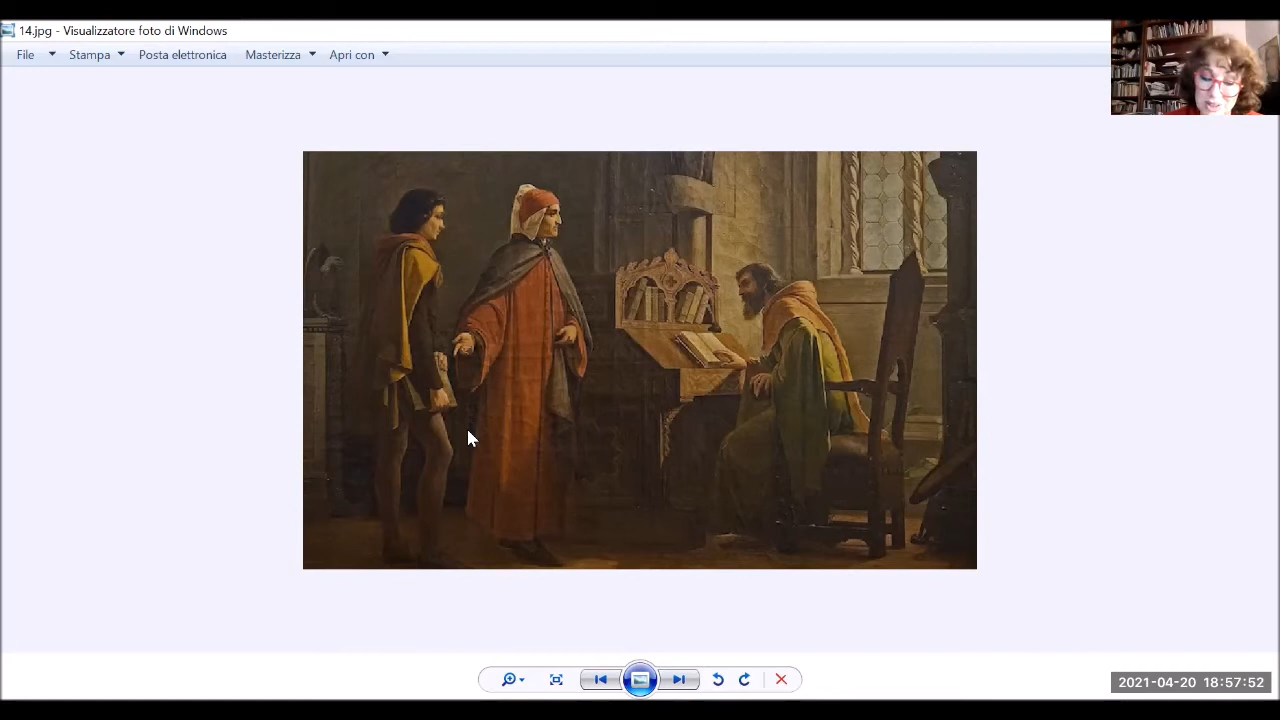 14.jpg - Visualizzatore foto di Windows
File Stampa Posta elettronica Masterizza Apri con
2021-04-20 18:57:52